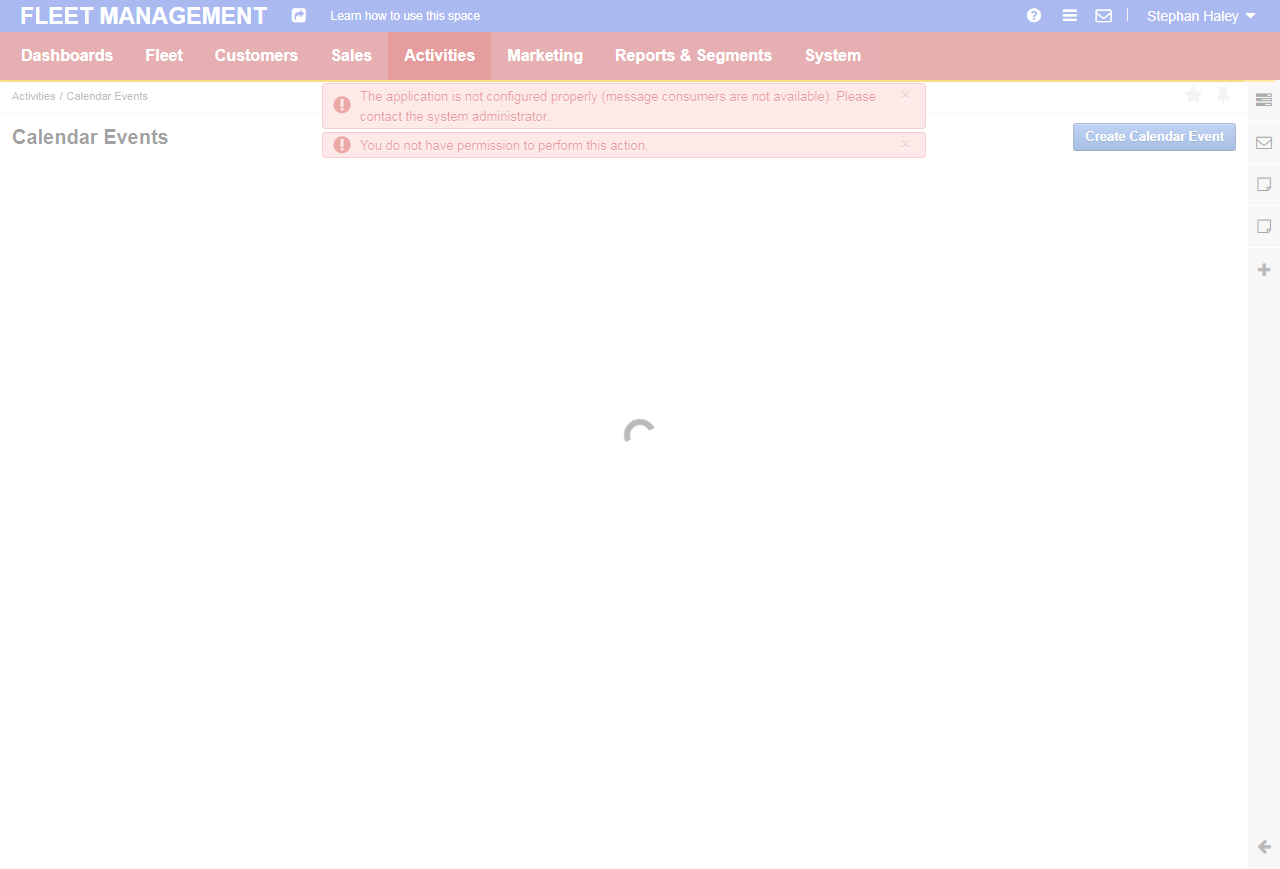 FLEET MANAGEMENT
Learn how to use this space
Stephan Haley
Dashboards
Fleet
Customers
Sales
Activities
Marketing
Reports & Segments
System
Activities / Calendar Events
The application is not configured properly (message consumers are not available). Please
contact the system administrator.
×
Calendar Events
You do not have permission to perform this action.
×
Create Calendar Event